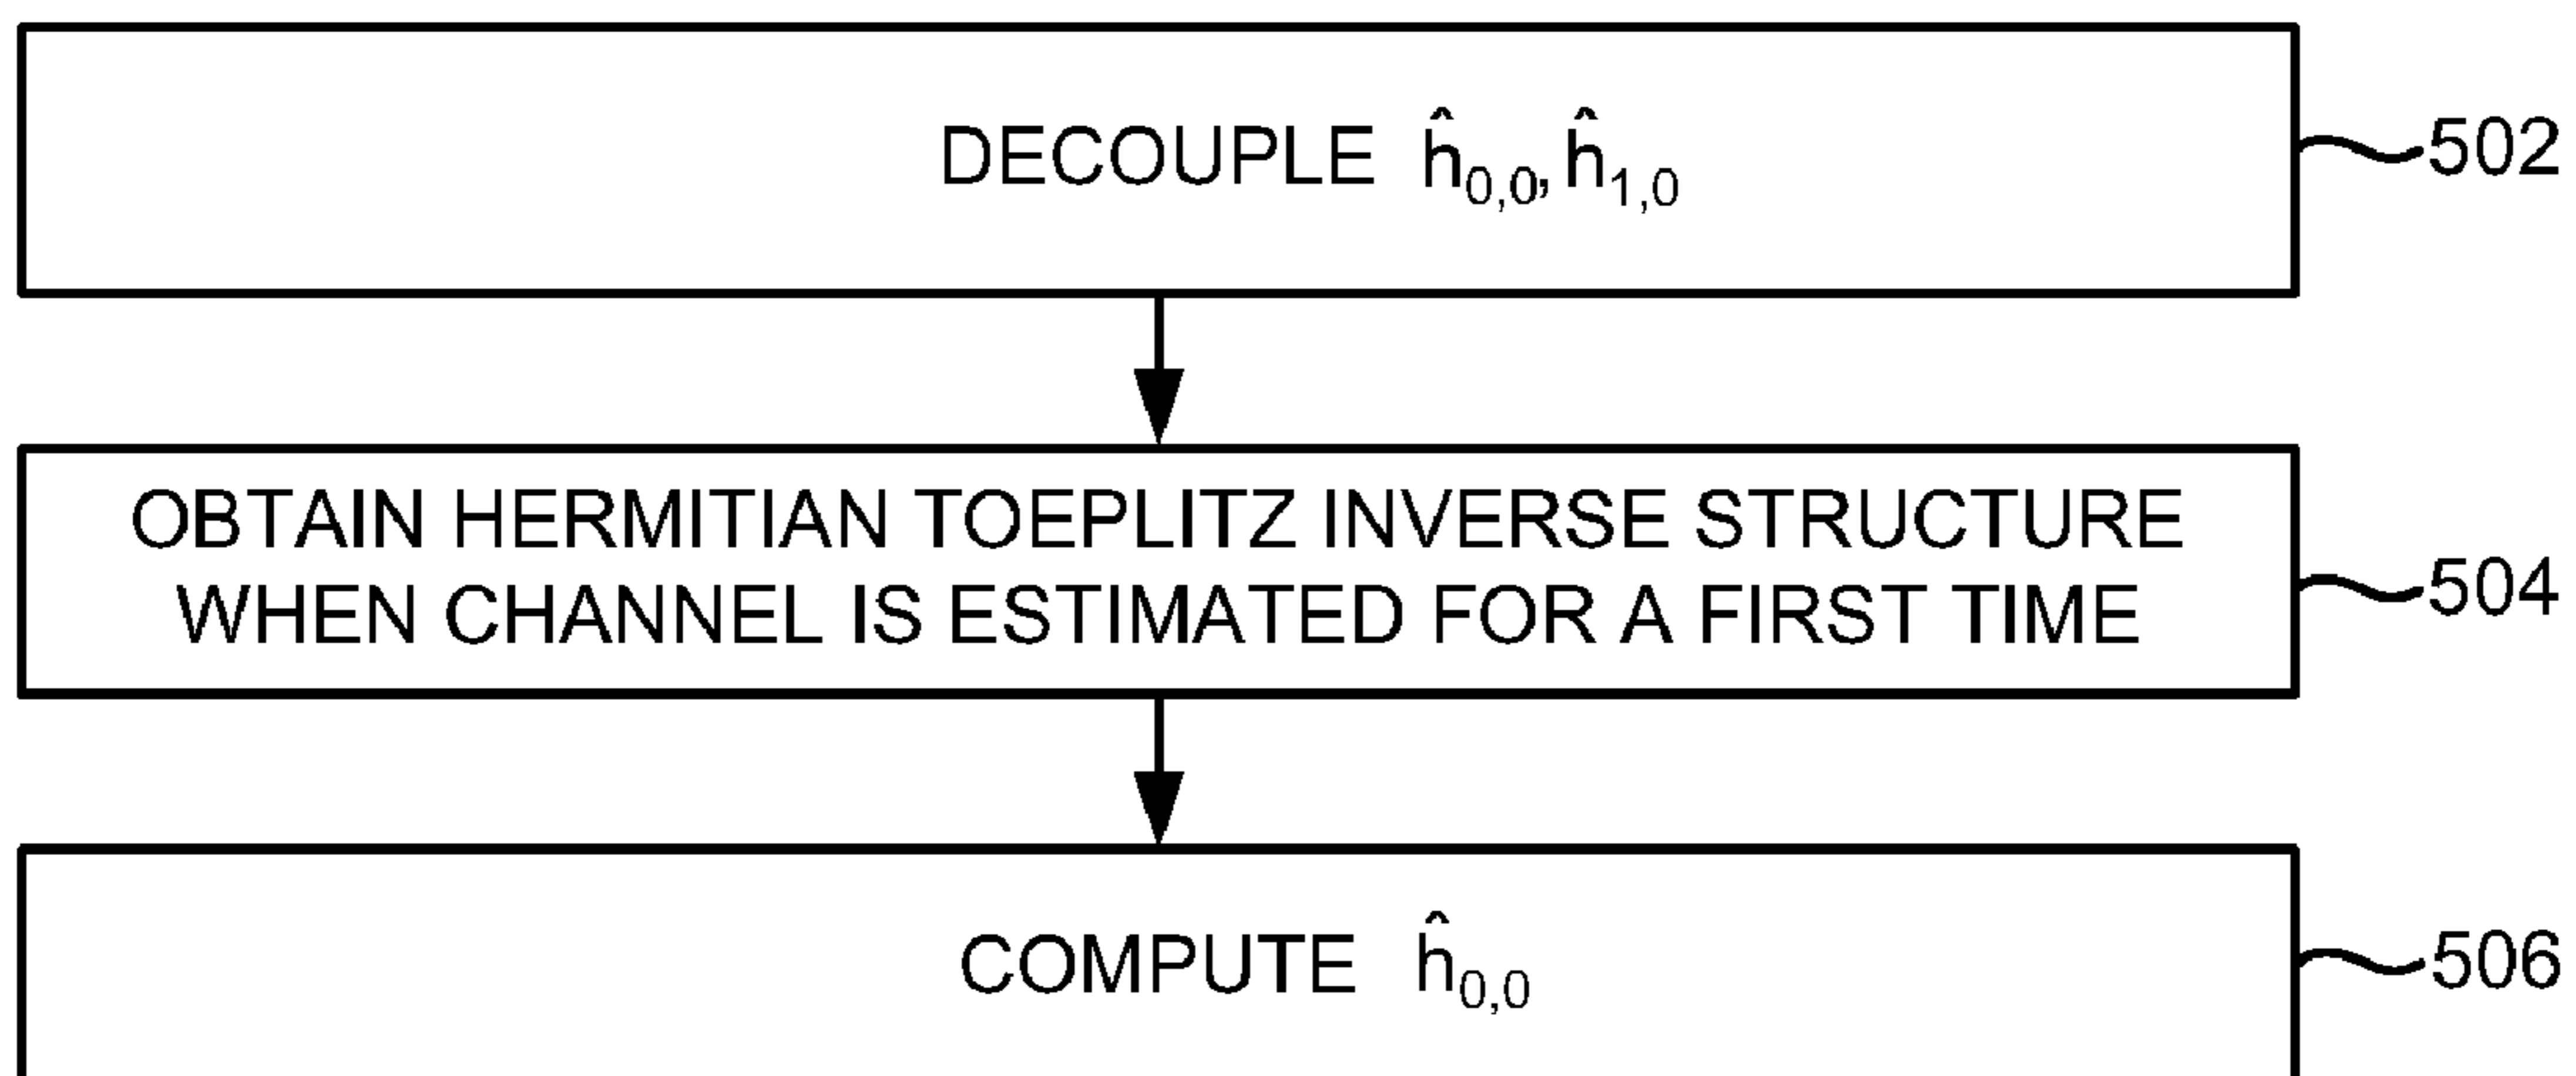 DECOUPLE ĥ0,0, ĥ1,0
502
OBTAIN HERMITIAN TOEPLITZ INVERSE STRUCTURE
WHEN CHANNEL IS ESTIMATED FOR A FIRST TIME
504
COMPUTE ĥ0,0
506